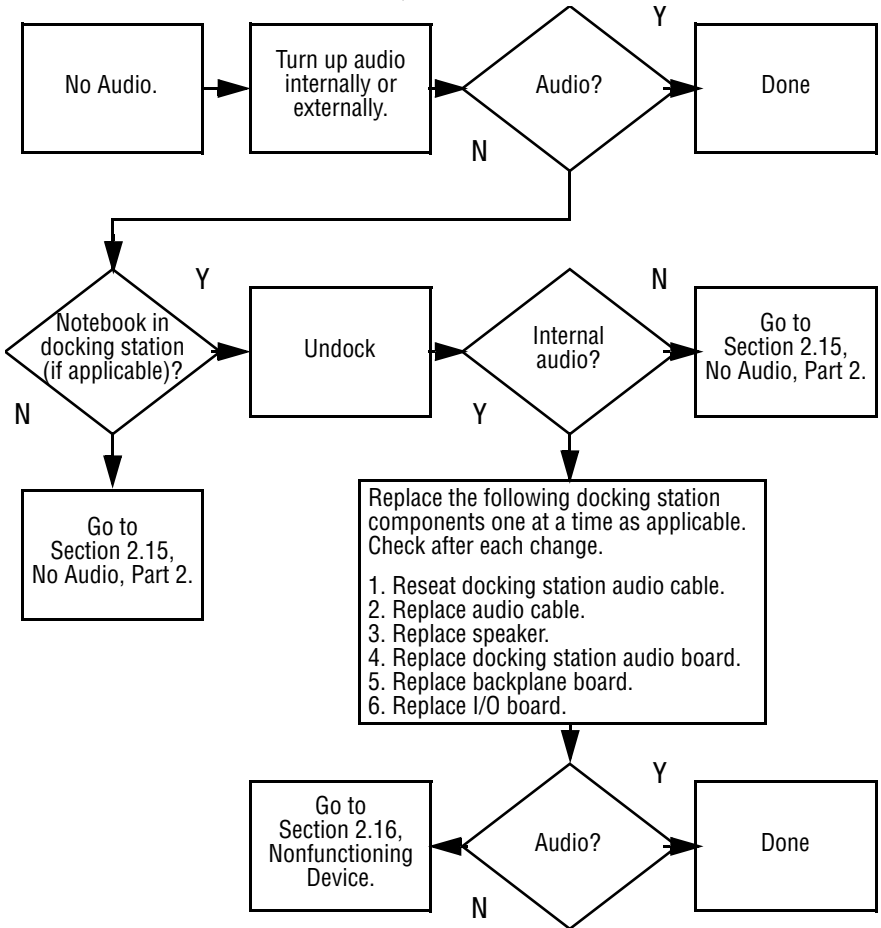 Y
No Audio.
Turn up audio
internally or
externally.
Audio?
Done
N
Y
N
Notebook in
docking station
(if applicable)?
Undock
Internal
audio?
Go to
Section 2.15,
No Audio, Part 2.
N
Y
Go to
Section 2.15,
No Audio, Part 2.
Replace the following docking station
components one at a time as applicable.
Check after each change.
1. Reseat docking station audio cable.
2. Replace audio cable.
3. Replace speaker.
4. Replace docking station audio board.
5. Replace backplane board.
6. Replace I/O board.
Y
Go to
Section 2.16,
Nonfunctioning
Device.
Audio?
Done
N